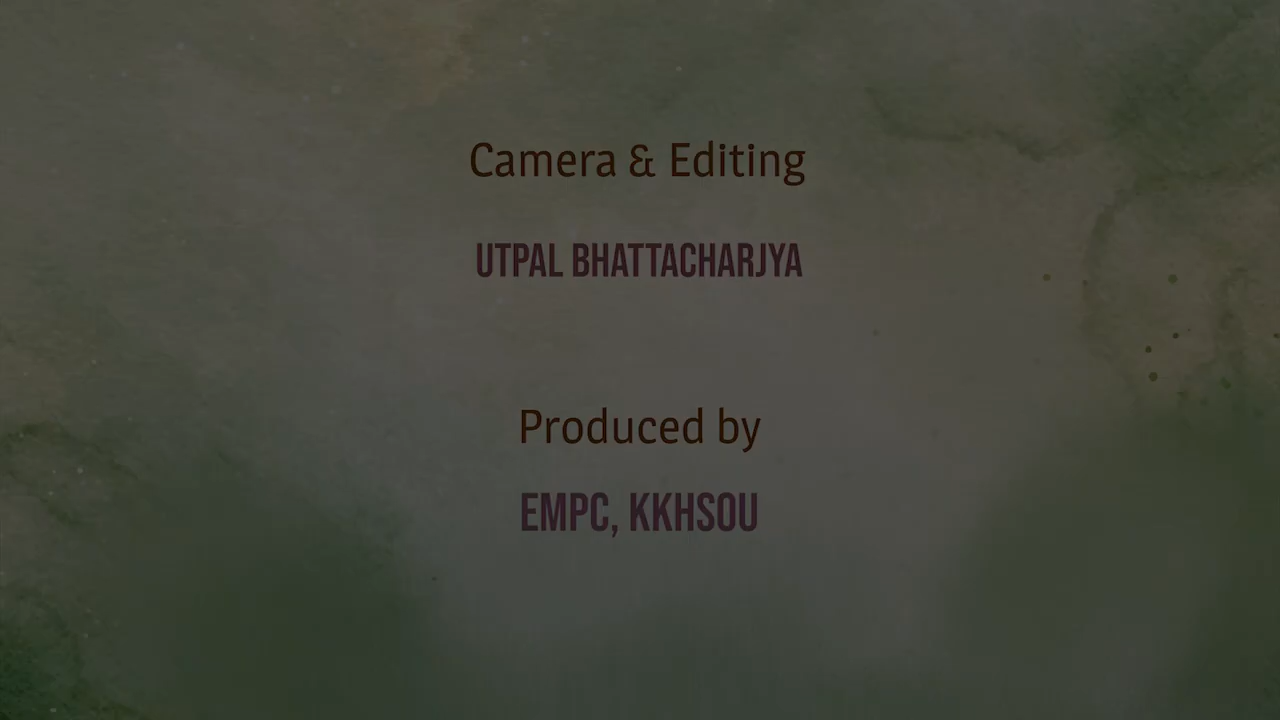 Camera & Editing
UTPAL BHATTACHARJYA
Produced by
EMPC, KKHSOU